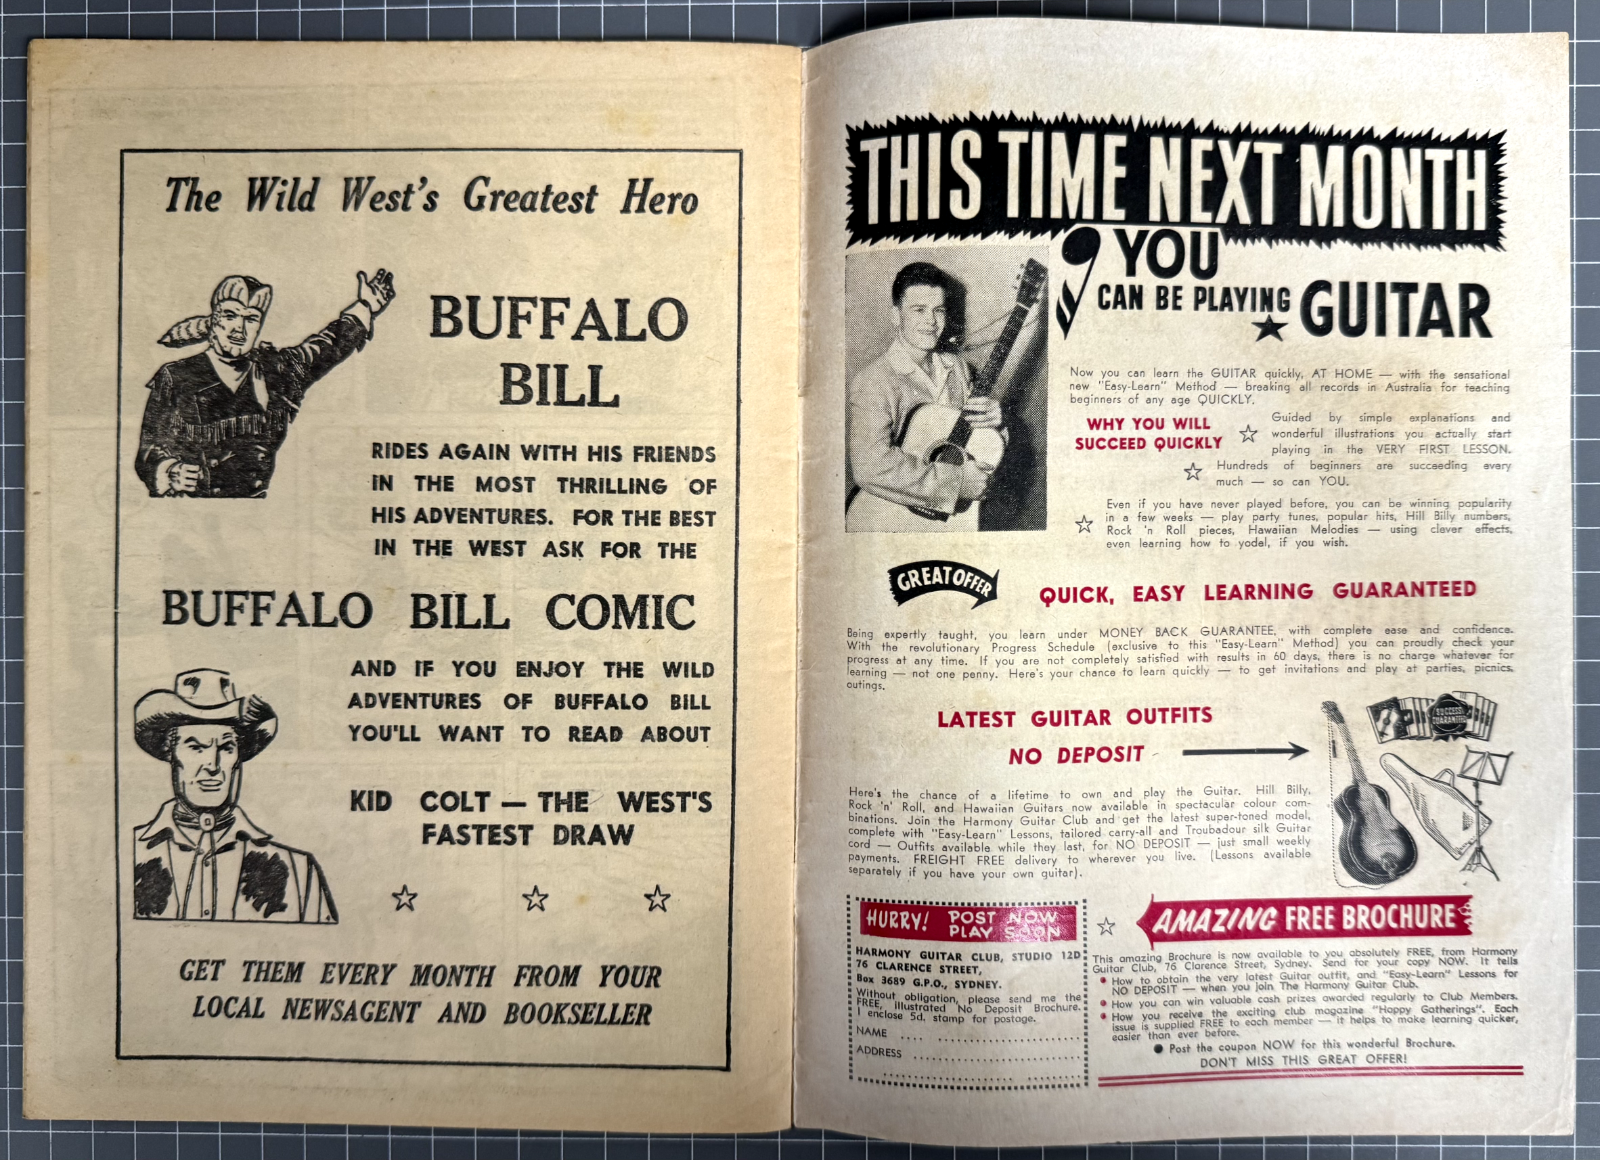 The Wild West's Greatest Hero
BUFFALO
BILL
RIDES AGAIN WITH HIS FRIENDS
IN THE MOST THRILLING OF
HIS ADVENTURES. FOR THE BEST
IN THE WEST ASK FOR THE
BUFFALO BILL COMIC
AND IF YOU ENJOY THE WILD
ADVENTURES OF BUFFALO BILL
YOU'LL WANT TO READ ABOUT
KID COLT — THE WEST'S
FASTEST DRAW
GET THEM EVERY MONTH FROM YOUR
LOCAL NEWSAGENT AND BOOKSELLER
THIS TIME NEXT MONTH
YOU
CAN BE PLAYING GUITAR
Now you can learn the GUITAR quickly, AT HOME — with the sensational
new "Easy-Learn" Method — breaking all records in Australia for teaching
beginners of any age QUICKLY.
WHY YOU WILL
SUCCEED QUICKLY
Guided by simple explanations and
wonderful illustrations you actually start
playing in the VERY FIRST LESSON.
Hundreds of beginners are succeeding every
much — so can YOU.
Even if you have never played before, you can be winning popularity
in a few weeks — play party tunes, popular hits, Hill Billy numbers,
Rock 'n Roll pieces, Hawaiian Melodies — using clever effects,
even learning how to yodel, if you wish.
GREAT OFFER
QUICK, EASY LEARNING GUARANTEED
Being expertly taught, you learn under MONEY BACK GUARANTEE, with complete ease and confidence.
With the revolutionary Progress Schedule (exclusive to this "Easy-Learn" Method) you can proudly check your
progress at any time. If you are not completely satisfied with results in 60 days, there is no charge whatever for
learning — not one penny. Here's your chance to learn quickly — to get invitations and play at parties, picnics,
outings.
LATEST GUITAR OUTFITS
NO DEPOSIT
SUCCESS
GUARANTEED
Here's the chance of a lifetime to own and play the Guitar. Hill Billy,
Rock 'n' Roll, and Hawaiian Guitars now available in spectacular colour com-
binations. Join the Harmony Guitar Club and get the latest super-toned model,
complete with "Easy-Learn" Lessons, tailored carry-all and Troubadour silk Guitar
cord — Outfits available while they last, for NO DEPOSIT — just small weekly
payments. FREIGHT FREE delivery to wherever you live. (Lessons available
separately if you have your own guitar).
HURRY! POST NOW
PLAY SOON
HARMONY GUITAR CLUB, STUDIO 12D
76 CLARENCE STREET,
Box 3689 G.P.O., SYDNEY.
Without obligation, please send me the
FREE, illustrated No Deposit Brochure.
I enclose 5d. stamp for postage.
NAME
ADDRESS
AMAZING FREE BROCHURE
This amazing Brochure is now available to you absolutely FREE, from Harmony
Guitar Club, 76 Clarence Street, Sydney. Send for your copy NOW. It tells
How to obtain the very latest Guitar outfit, and "Easy-Learn" Lessons for
NO DEPOSIT — when you join The Harmony Guitar Club.
How you can win valuable cash prizes awarded regularly to Club Members.
How you receive the exciting club magazine "Happy Gatherings". Each
issue is supplied FREE to each member — it helps to make learning quicker,
easier than ever before.
Post the coupon NOW for this wonderful Brochure.
DON'T MISS THIS GREAT OFFER!